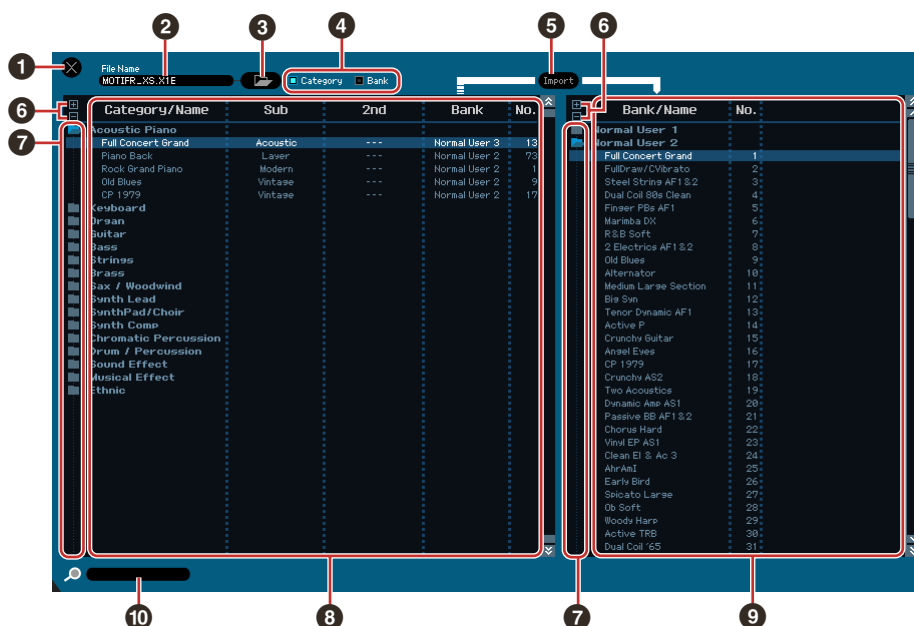 2
3
4
5
6
1
File Name
MOTIFR_XS.X1E
Category
Bank
Import
6
7
Category/Name Sub 2nd Bank No.
Acoustic Piano
Full Concert Grand Acoustic --- Normal User 3 13
Piano Back Layer --- Normal User 2 73
Rock Grand Piano Modern --- Normal User 2 1
Old Blues Vintage --- Normal User 2 9
CP 1979 Vintage --- Normal User 2 17
Keyboard
Organ
Guitar
Bass
Strings
Brass
Sax / Woodwind
Synth Lead
SynthPad/Choir
Synth Comp
Chromatic Percussion
Drum / Percussion
Sound Effect
Musical Effect
Ethnic
Bank/Name No.
Normal User 1
Normal User 2
Full Concert Grand 1
FullDraw/CVibrato 2
Steel String AF1&2 3
Dual Coil 80s Clean 4
Finger PBs AF1 5
Marimba DX 6
R&B Soft 7
2 Electrics AF1&2 8
Old Blues 9
Alternator 10
Medium Large Section 11
Big Syn 12
Tenor Dynamic AF1 13
Active P 14
Crunchy Guitar 15
Angel Eyes 16
CP 1979 17
Crunchy AS2 18
Two Acoustics 19
Dynamic Amp AS1 20
Passive BB AF1&2 21
Chorus Hard 22
Vinyl EP AS1 23
Clean El & Ac 3 24
AhrAmI 25
Early Bird 26
Spicato Large 27
Ob Soft 28
Woody Harp 29
Active TRB 30
Dual Coil '65 31
10
8
7
9